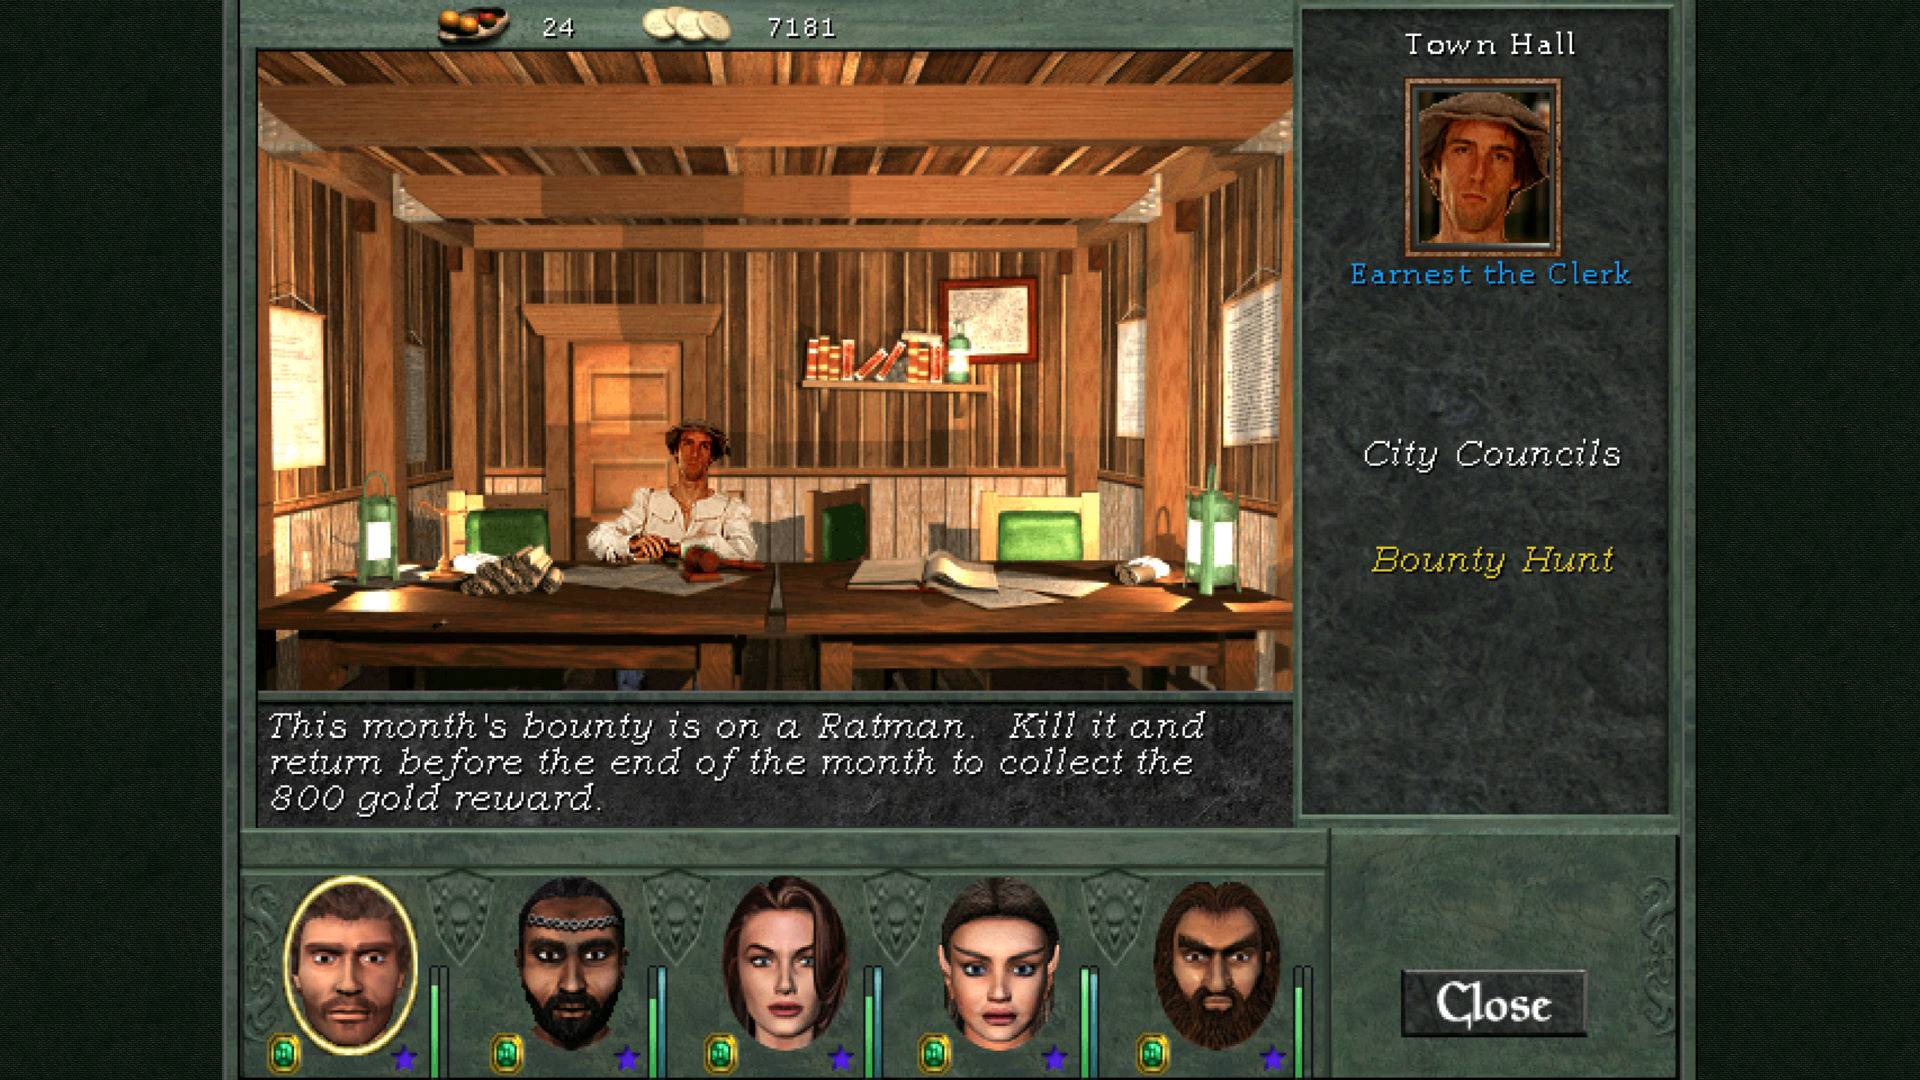 24
7181
Town Hall
Earnest the Clerk
City Councils
Bounty Hunt
This month's bounty is on a Ratman.  Kill it and
return before the end of the month to collect the
800 gold reward.
Close